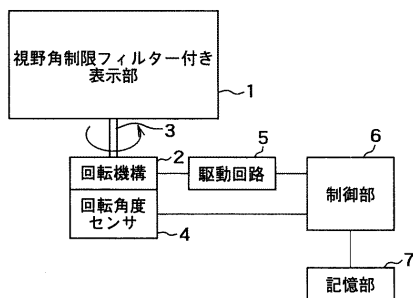 視野角制限フィルター付き
表示部
1
3
2
5
6
回転機構
駆動回路
制御部
回転角度
センサ
4
7
記憶部